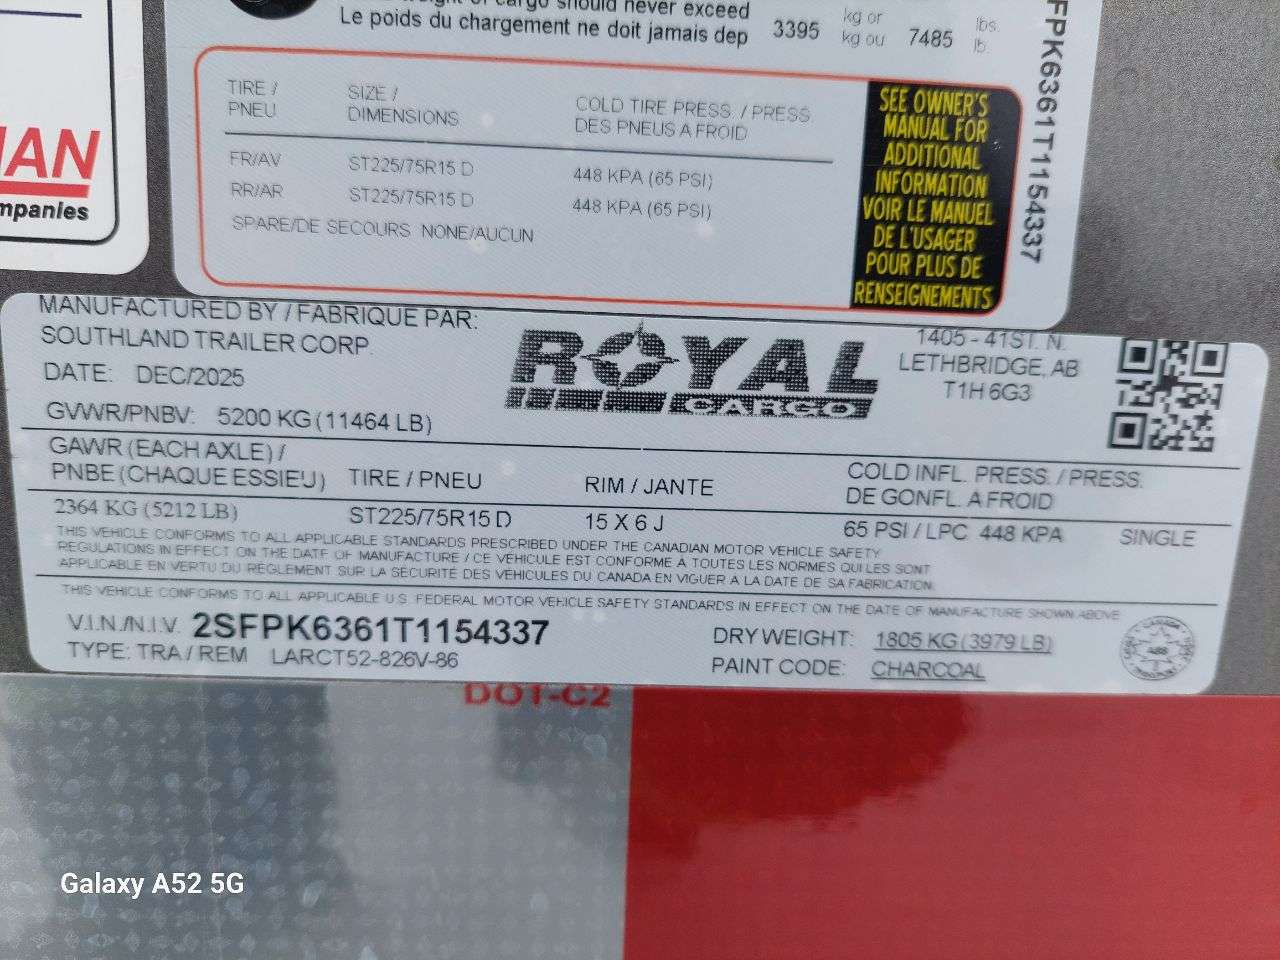 of cargo should never exceed
Le poids du chargement ne doit jamais dep 3395 kg or kg ou 7485 lbs. lb.
TIRE / PNEU SIZE / DIMENSIONS COLD TIRE PRESS. / PRESS. DES PNEUS A FROID
FR/AV ST225/75R15 D 448 KPA (65 PSI)
RR/AR ST225/75R15 D 448 KPA (65 PSI)
SPARE/DE SECOURS NONE/AUCUN
SEE OWNER'S
MANUAL FOR
ADDITIONAL
INFORMATION
VOIR LE MANUEL
DE L'USAGER
POUR PLUS DE
RENSEIGNEMENTS
FPK6361T1154337
MAN
mpanies
MANUFACTURED BY / FABRIQUE PAR:
SOUTHLAND TRAILER CORP.
DATE: DEC/2025
GVWR/PNBV: 5200 KG (11464 LB)
ROYAL
CARGO
1405 - 41ST. N.
LETHBRIDGE, AB
T1H 6G3
GAWR (EACH AXLE) /
PNBE (CHAQUE ESSIEU) TIRE / PNEU RIM / JANTE COLD INFL. PRESS. / PRESS.
DE GONFL. A FROID
2364 KG (5212 LB) ST225/75R15 D 15 X 6 J 65 PSI / LPC 448 KPA SINGLE
THIS VEHICLE CONFORMS TO ALL APPLICABLE STANDARDS PRESCRIBED UNDER THE CANADIAN MOTOR VEHICLE SAFETY
REGULATIONS IN EFFECT ON THE DATE OF MANUFACTURE / CE VEHICULE EST CONFORME A TOUTES LES NORMES QUI LES SONT
APPLICABLE EN VERTU DU REGLEMENT SUR LA SECURITE DES VEHICULES DU CANADA EN VIGUER A LA DATE DE SA FABRICATION.
THIS VEHICLE CONFORMS TO ALL APPLICABLE U.S. FEDERAL MOTOR VEHICLE SAFETY STANDARDS IN EFFECT ON THE DATE OF MANUFACTURE SHOWN ABOVE
V.I.N./N.I.V. 2SFPK6361T1154337 DRY WEIGHT: 1805 KG (3979 LB)
TYPE: TRA / REM LARCT52-826V-86 PAINT CODE: CHARCOAL
DOT-C2
Galaxy A52 5G